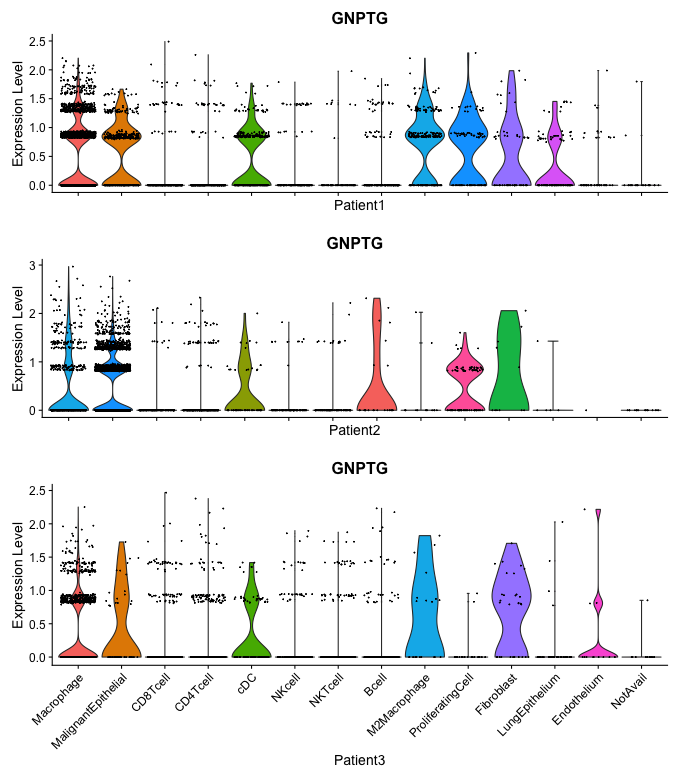 GNPTG
Expression Level
2.5
2.0
1.5
1.0
0.5
0.0
Patient1
GNPTG
Expression Level
3
2
1
0
Patient2
GNPTG
Expression Level
2.5
2.0
1.5
1.0
0.5
0.0
Macrophage
MalignantEpithelial
CD8Tcell
CD4Tcell
cDC
NKcell
NKTcell
Bcell
M2Macrophage
ProliferatingCell
Fibroblast
LungEpithelium
Endothelium
NotAvail
Patient3